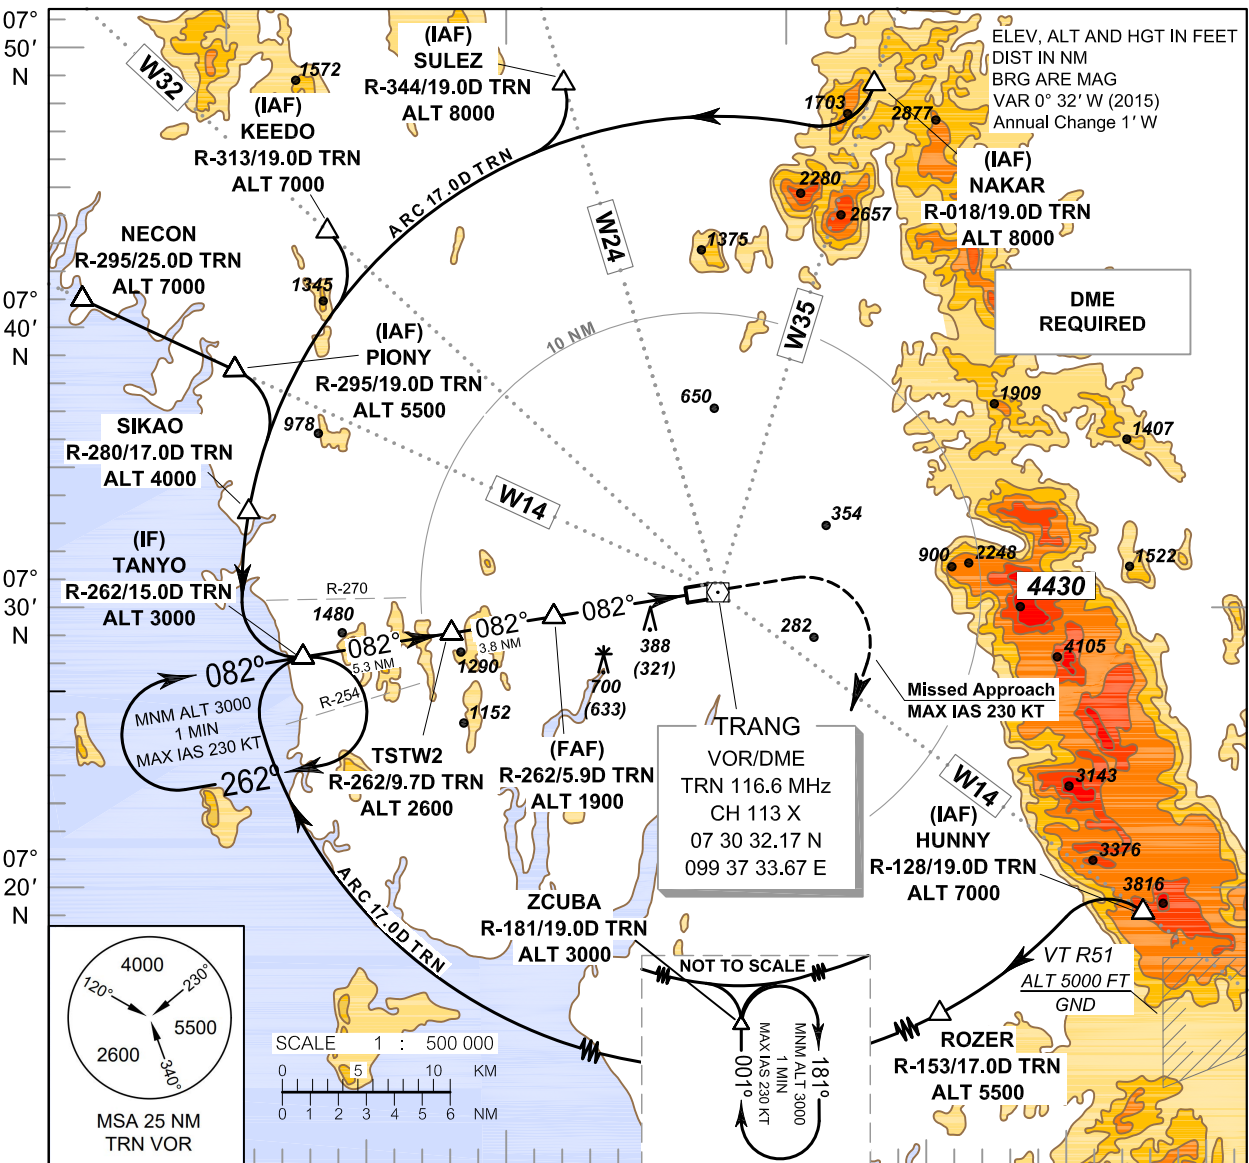 07°
50′
N
ELEV, ALT AND HGT IN FEET
DIST IN NM
BRG ARE MAG
VAR 0° 32′ W (2015)
Annual Change 1′ W
(IAF)
SULEZ
R-344/19.0D TRN
ALT 8000
1572
W32
(IAF)
KEEDO
R-313/19.0D TRN
ALT 7000
1703
2877
(IAF)
NAKAR
R-018/19.0D TRN
ALT 8000
ARC 17.0D TRN
2280
2657
1375
W24
NECON
R-295/25.0D TRN
ALT 7000
1345
07°
40′
N
DME
REQUIRED
W35
10 NM
(IAF)
PIONY
R-295/19.0D TRN
ALT 5500
650
1909
1407
978
SIKAO
R-280/17.0D TRN
ALT 4000
W14
354
900
2248
1522
4430
(IF)
TANYO
R-262/15.0D TRN
ALT 3000
07°
30′
N
R-270
1480
082°
5.3 NM
082°
3.8 NM
082°
1290
388
(321)
282
4105
082°
MNM ALT 3000
1 MIN
MAX IAS 230 KT
262°
R-254
1152
700
(633)
Missed Approach
MAX IAS 230 KT
TSTW2
R-262/9.7D TRN
ALT 2600
(FAF)
R-262/5.9D TRN
ALT 1900
TRANG
VOR/DME
TRN 116.6 MHz
CH 113 X
07 30 32.17 N
099 37 33.67 E
W14
3143
(IAF)
HUNNY
R-128/19.0D TRN
ALT 7000
3376
3816
07°
20′
N
ARC 17.0D TRN
ZCUBA
R-181/19.0D TRN
ALT 3000
NOT TO SCALE
001°
MAX IAS 230 KT
1 MIN
MNM ALT 3000
181°
VT R51
ALT 5000 FT
GND
ROZER
R-153/17.0D TRN
ALT 5500
4000
120°
230°
5500
2600
340°
MSA 25 NM
TRN VOR
SCALE 1 : 500 000
0 5 10 KM
0 1 2 3 4 5 6 NM